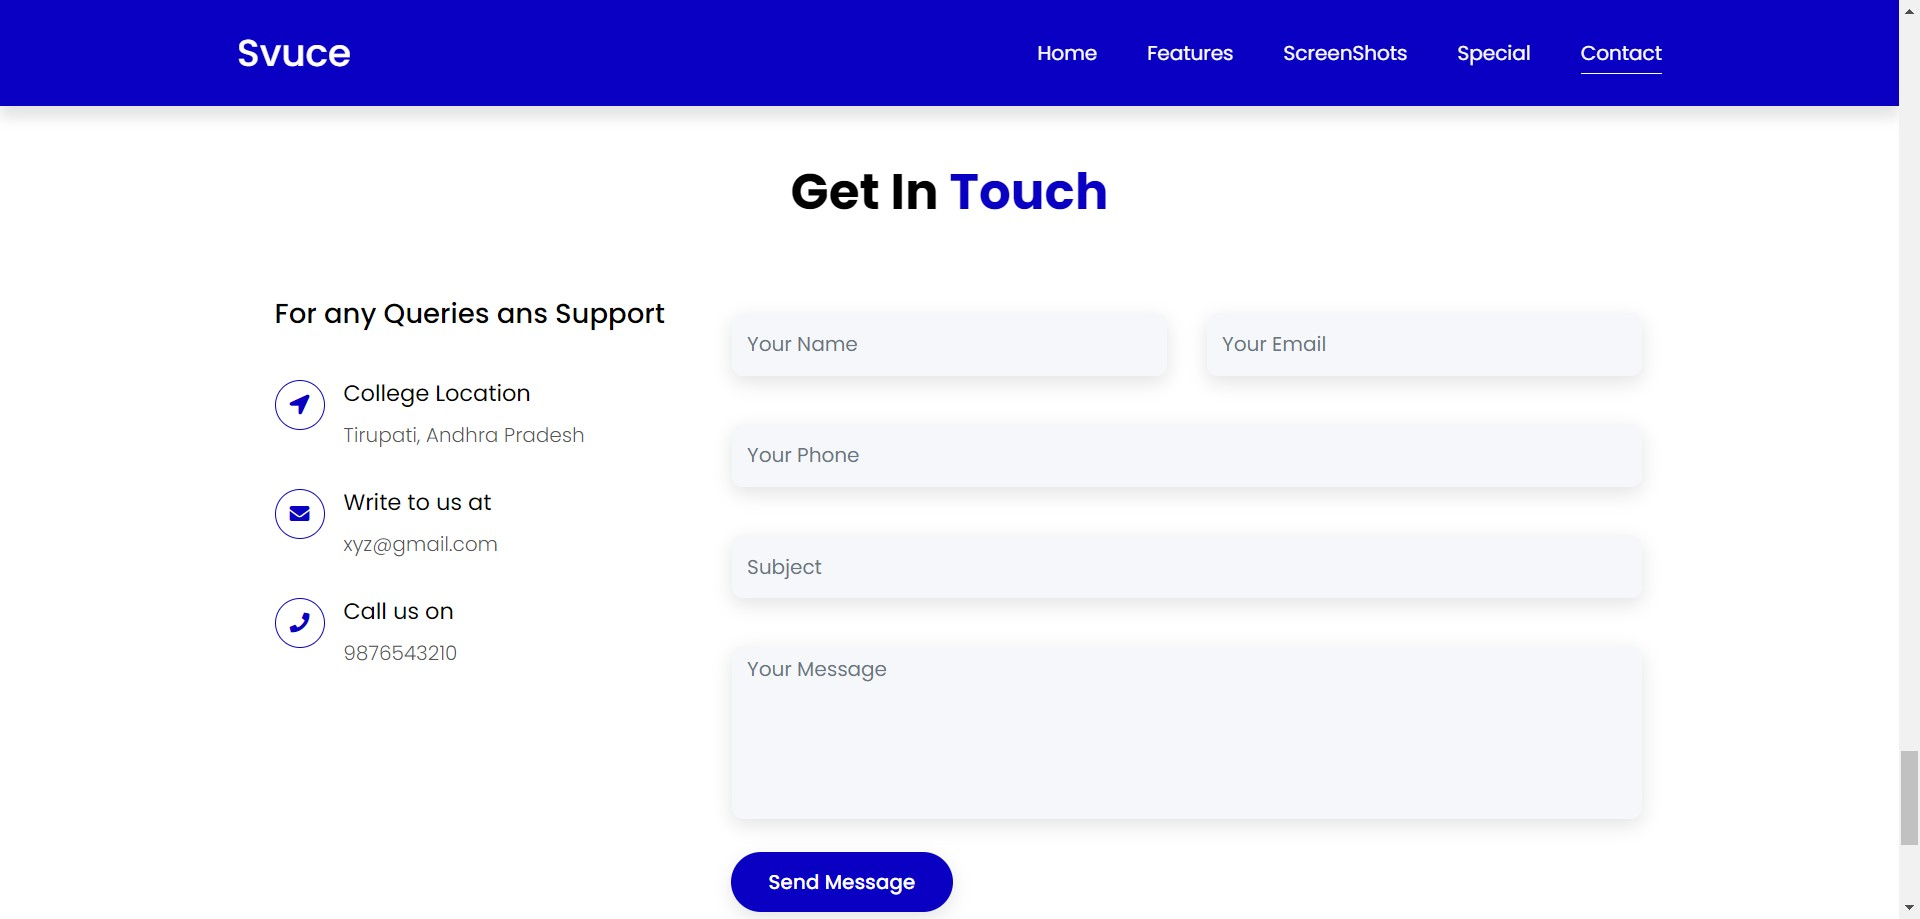 Svuce
Home Features ScreenShots Special Contact
Get In Touch
For any Queries ans Support
College Location
Tirupati, Andhra Pradesh
Write to us at
xyz@gmail.com
Call us on
9876543210
Your Name
Your Email
Your Phone
Subject
Your Message
Send Message